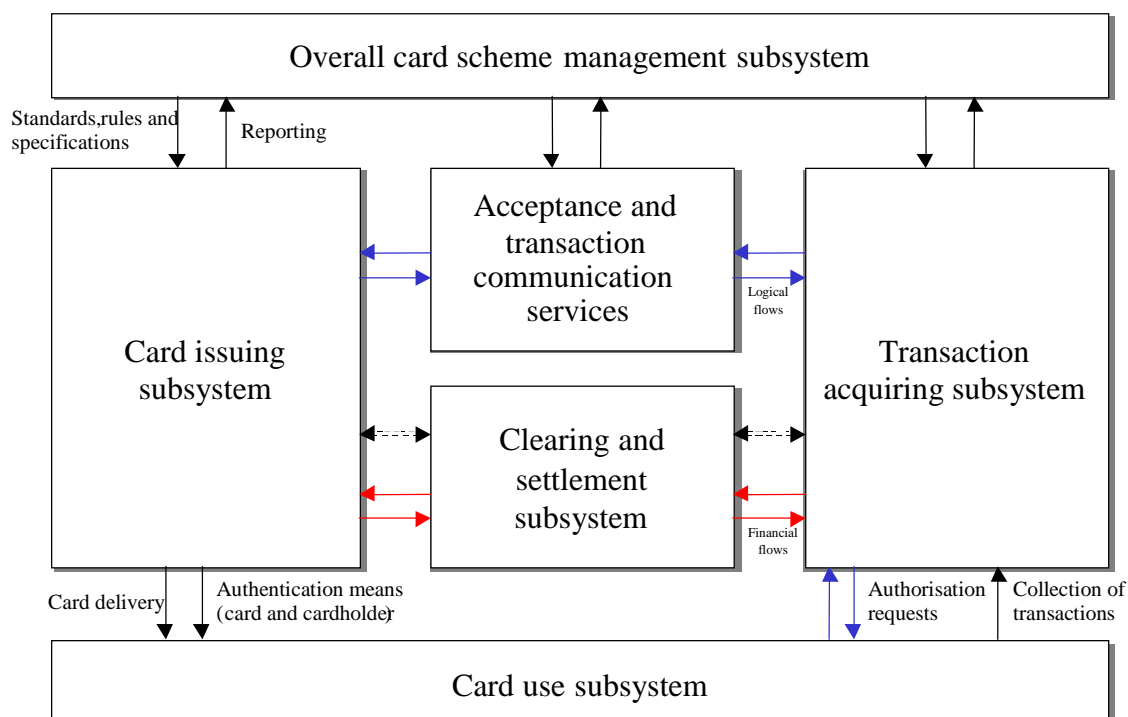 Overall card scheme management subsystem
Standards,rules and
specifications
Reporting
Acceptance and
transaction
communication
services
Logical
flows
Card issuing
subsystem
Transaction
acquiring subsystem
Clearing and
settlement
subsystem
Financial
flows
Card delivery
Authentication means
(card and cardholder)
Authorisation
requests
Collection of
transactions
Card use subsystem